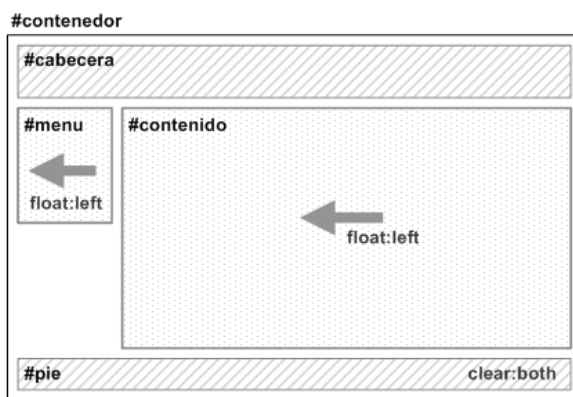 #contenedor
#cabecera
#menu
#contenido
float:left
float:left
#pie
clear:both